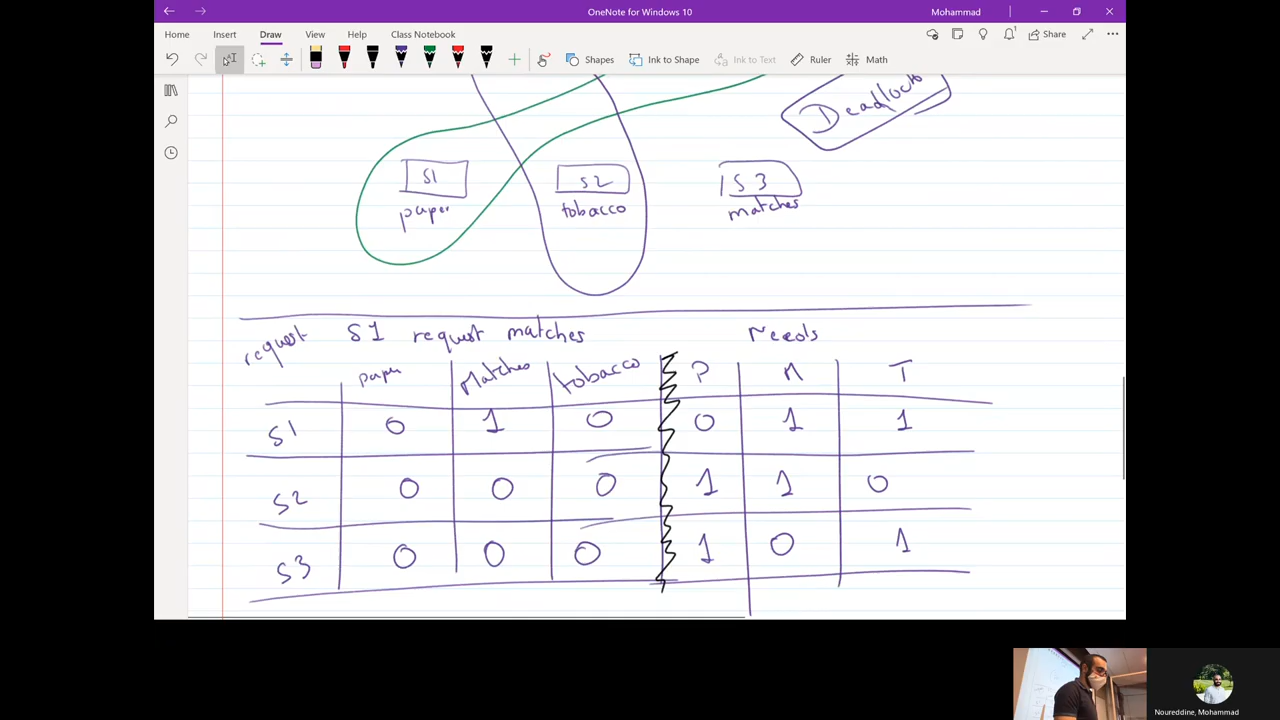 OneNote for Windows 10
Mohammad
Home Insert Draw View Help Class Notebook
Share
Shapes Ink to Shape Ink to Text Ruler Math
Deadlock
S1 S2 S3
paper tobacco matches
request S1 request matches Needs
paper Matches tobacco P M T
S1 0 1 0 0 1 1
S2 0 0 0 1 1 0
S3 0 0 0 1 0 1
Noureddine, Mohammad